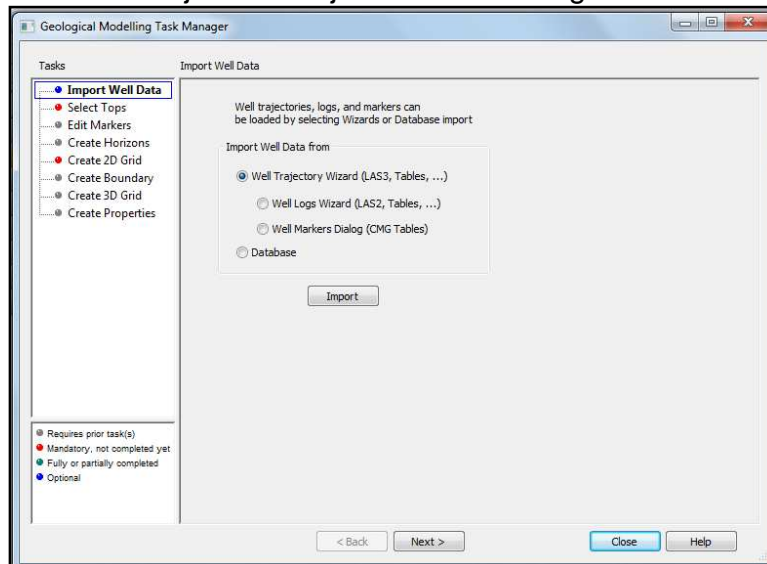 Geological Modelling Task Manager
Tasks
Import Well Data
Select Tops
Edit Markers
Create Horizons
Create 2D Grid
Create Boundary
Create 3D Grid
Create Properties
Requires prior task(s)
Mandatory, not completed yet
Fully or partially completed
Optional
Import Well Data
Well trajectories, logs, and markers can
be loaded by selecting Wizards or Database import
Import Well Data from
Well Trajectory Wizard (LAS3, Tables, ...)
Well Logs Wizard (LAS2, Tables, ...)
Well Markers Dialog (CMG Tables)
Database
Import
< Back Next > Close Help